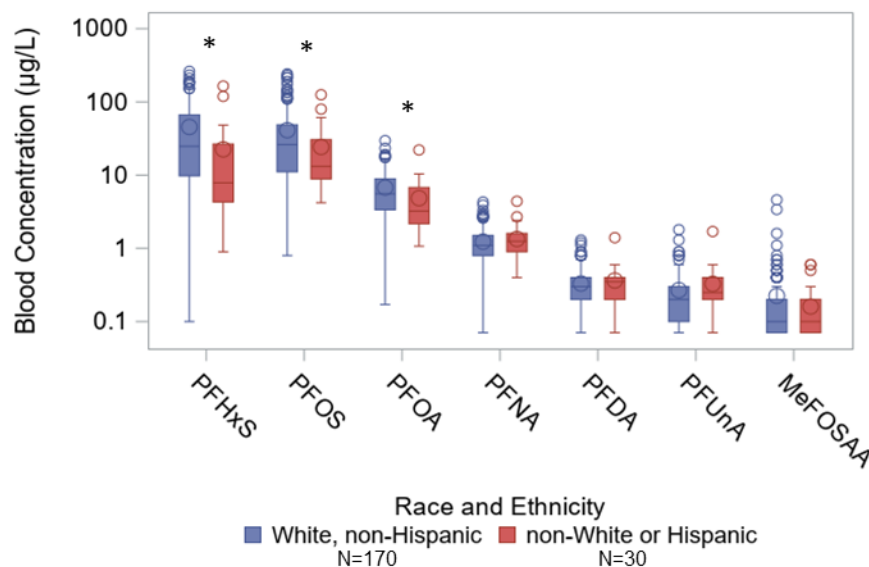 Blood Concentration (µg/L)
1000
100
10
1
0.1
*
*
*
PFHxS
PFOS
PFOA
PFNA
PFDA
PFUnA
MeFOSAA
Race and Ethnicity
White, non-Hispanic non-White or Hispanic
N=170 N=30